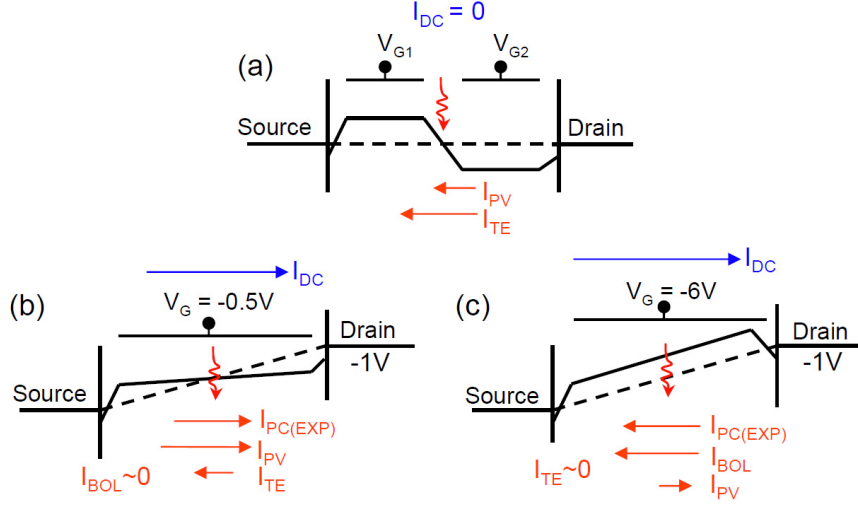 I_DC = 0
(a)
V_G1 V_G2
Source Drain
I_PV
I_TE
(b)
I_DC
V_G = -0.5V
Drain
-1V
Source
I_PC(EXP)
I_PV
I_BOL~0 I_TE
(c)
I_DC
V_G = -6V
Drain
-1V
Source
I_PC(EXP)
I_BOL
I_TE~0 I_PV